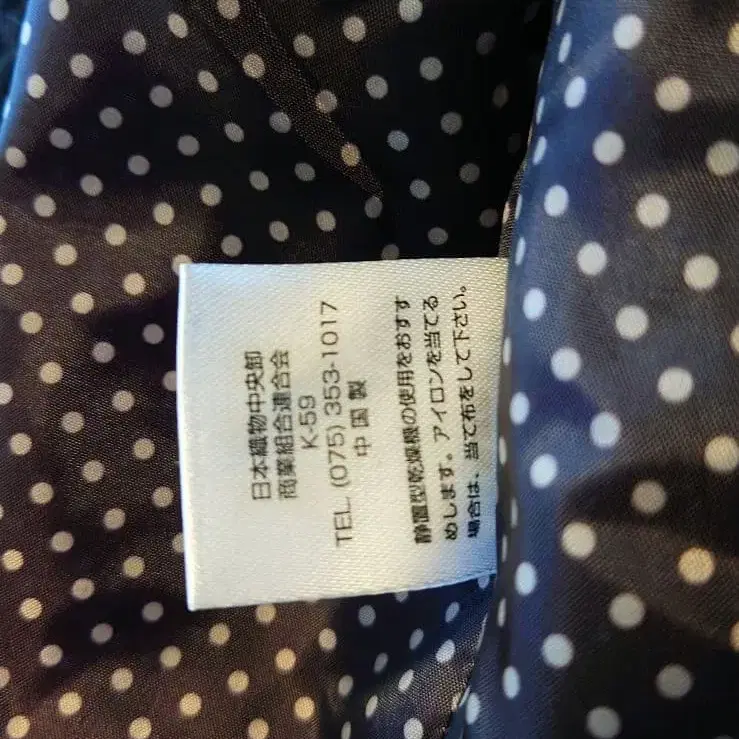 日本織物中央卸
商業組合連合会
K-59
TEL. (075) 353-1017
中国製
静置型乾燥機の使用をおすす
めします。アイロンを当てる
場合は、当て布をして下さい。